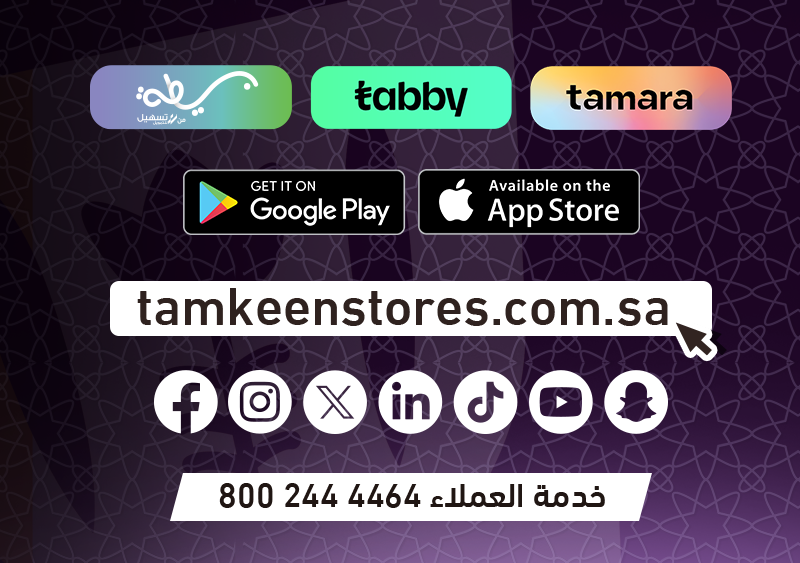 بسيطة
من تسهيل
tabby
tamara
GET IT ON
Google Play
Available on the
App Store
tamkeenstores.com.sa
خدمة العملاء 800 244 4464